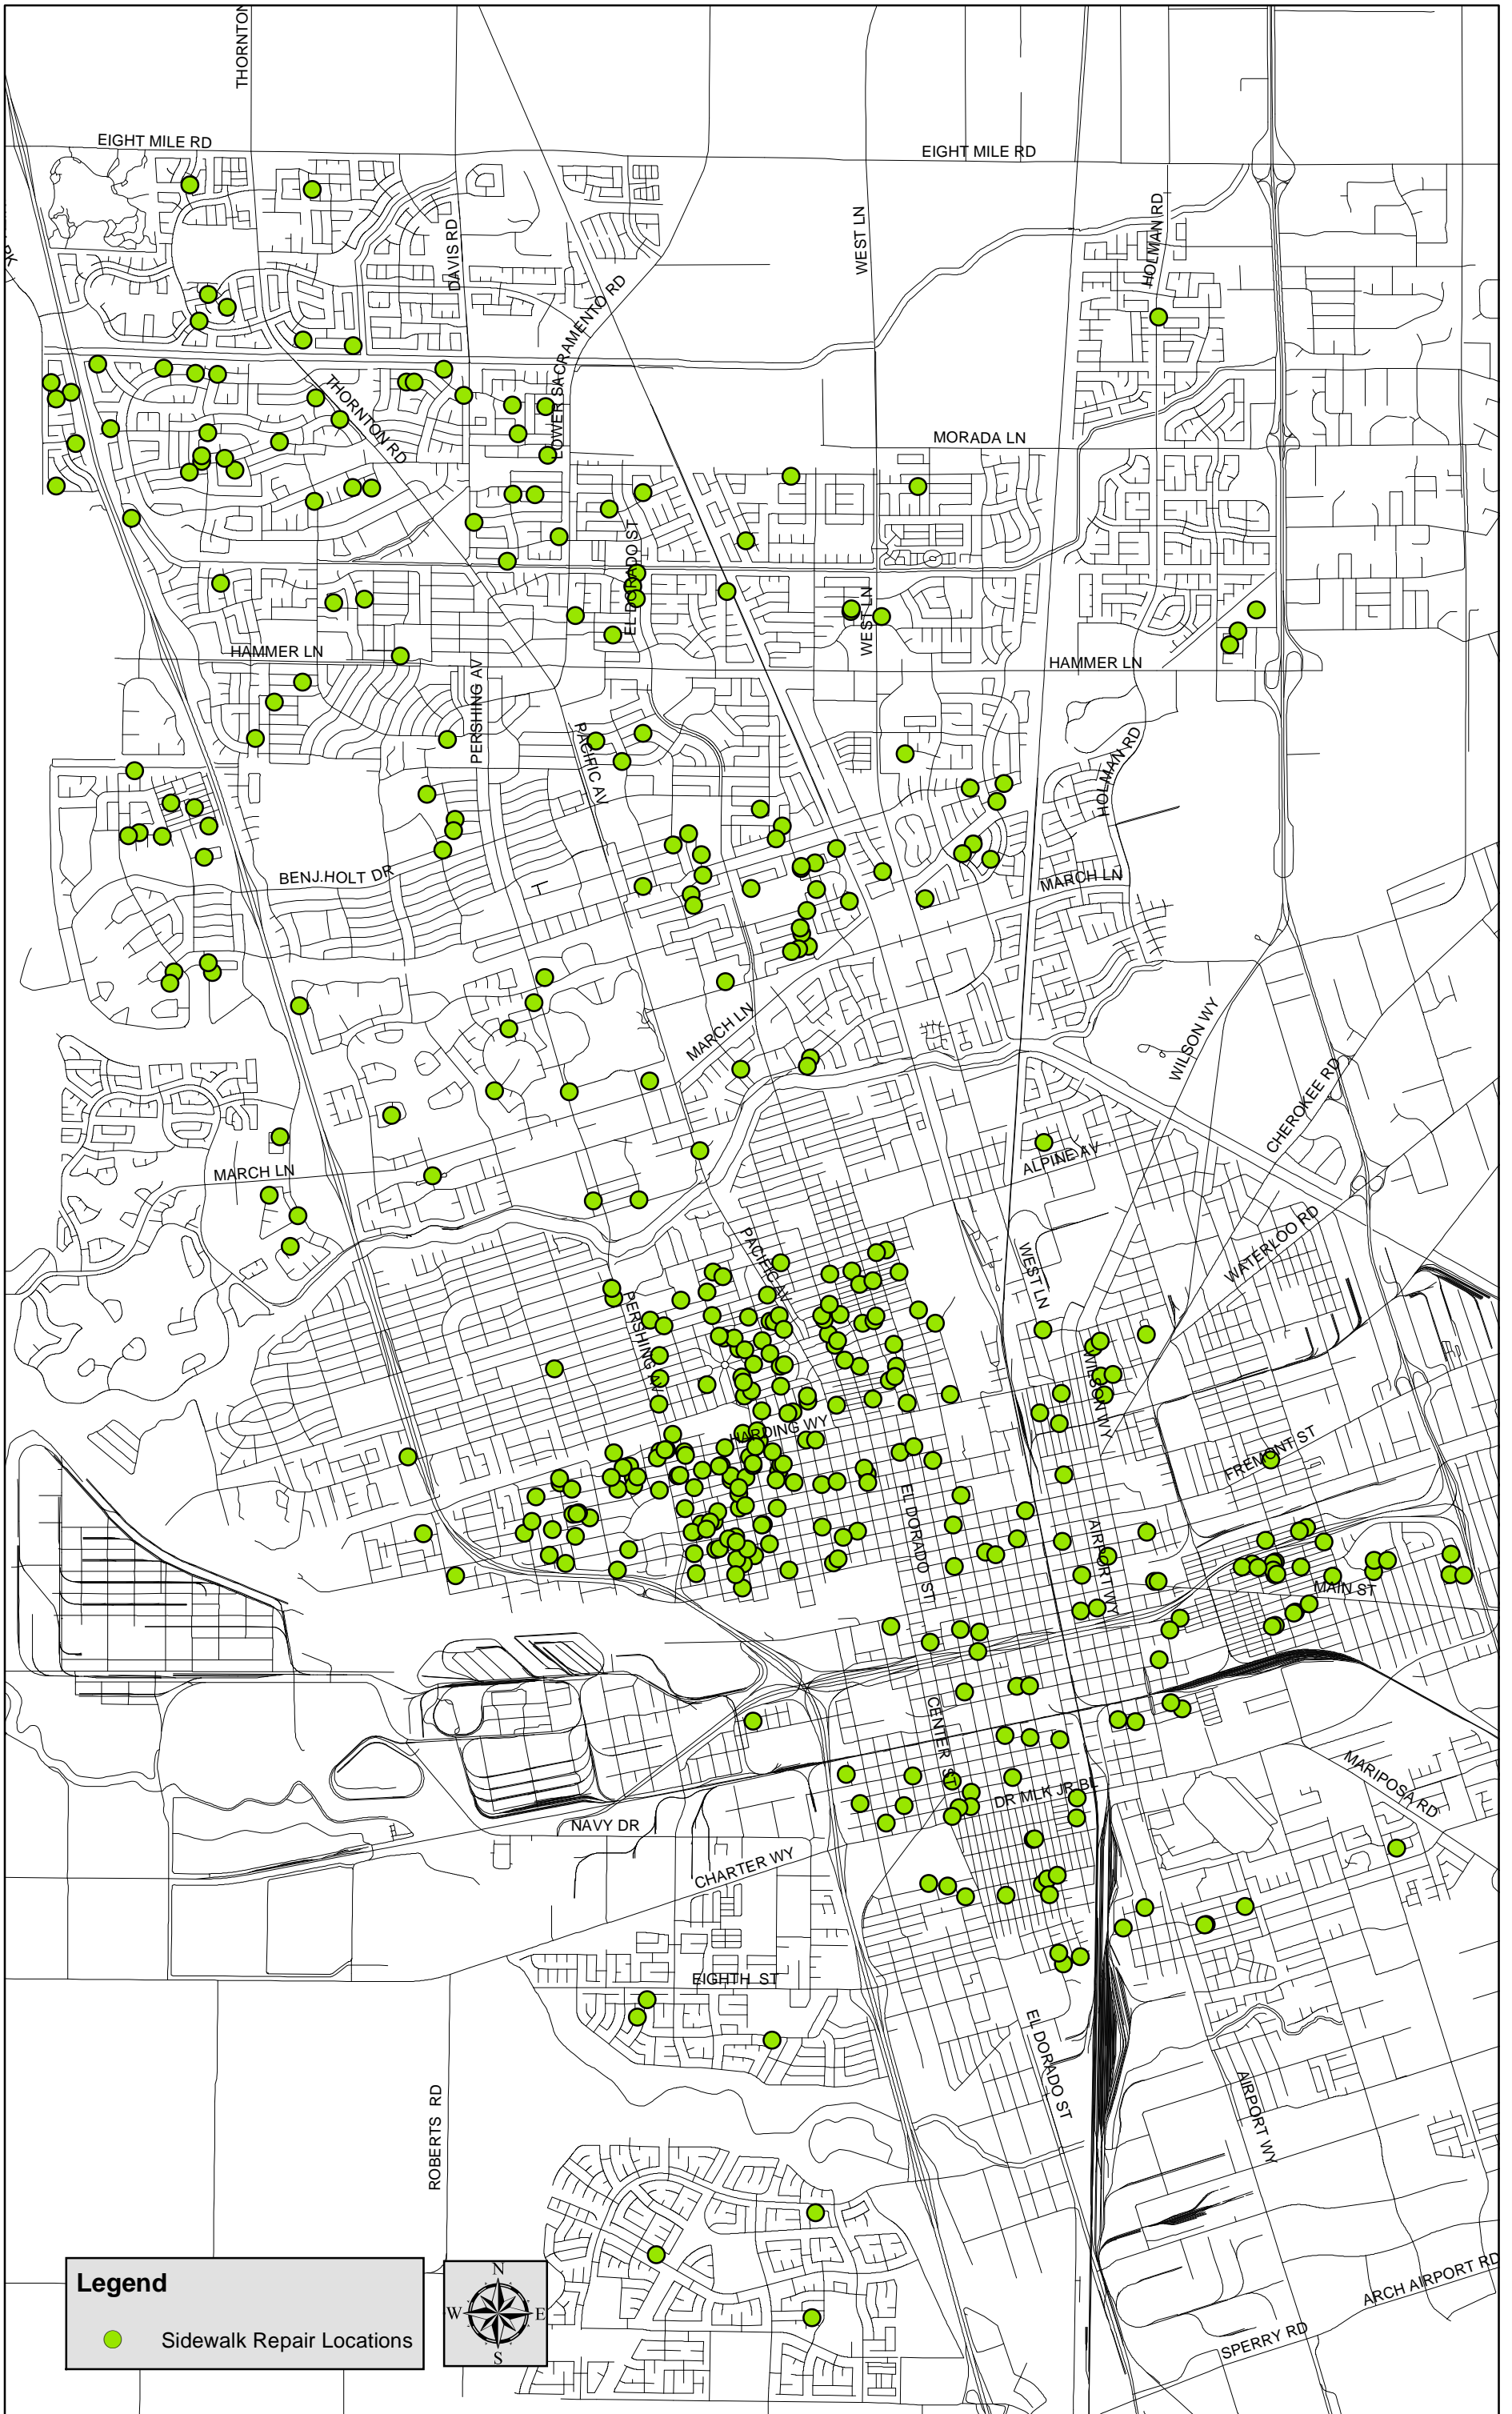 THORNTON
EIGHT MILE RD
EIGHT MILE RD
DAVIS RD
WEST LN
HOLMAN RD
LOWER SACRAMENTO RD
THORNTON RD
MORADA LN
EL DORADO ST
WEST LN
HAMMER LN
HAMMER LN
PERSHING AV
PACIFIC AV
HOLMAN RD
BENJ.HOLT DR
MARCH LN
MARCH LN
WILSON WY
CHEROKEE RD
ALPINE AV
MARCH LN
WATERLOO RD
PACIFIC AV
WEST LN
PERSHING AV
WILSON WY
HARDING WY
FREMONT ST
EL DORADO ST
AIRPORT WY
MAIN ST
CENTER ST
MARIPOSA RD
DR MLK JR BL
NAVY DR
CHARTER WY
EIGHTH ST
EL DORADO ST
AIRPORT WY
ROBERTS RD
ARCH AIRPORT RD
SPERRY RD
Legend
Sidewalk Repair Locations
N
W
E
S